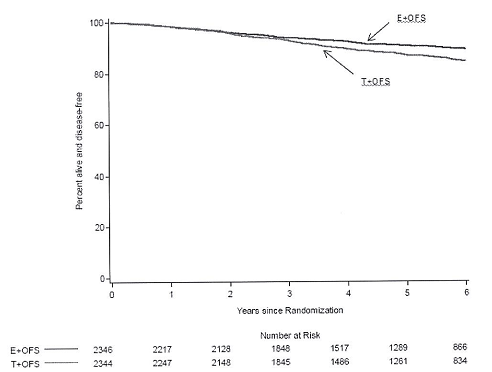 100
80
60
40
20
0
Percent alive and disease-free
E+OFS
T+OFS
0 1 2 3 4 5 6
Years since Randomization
Number at Risk
E+OFS 2346 2217 2128 1848 1517 1289 866
T+OFS 2344 2247 2148 1845 1486 1261 834